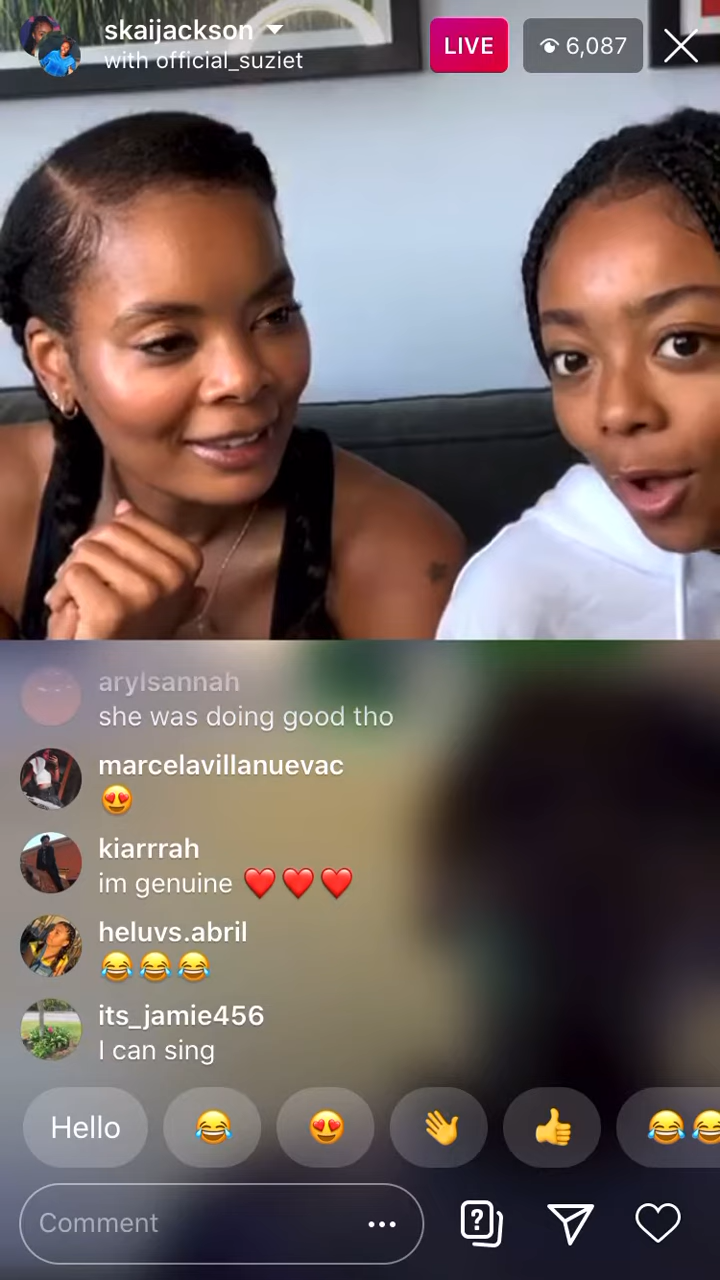 skaijackson
with official_suziet
LIVE
6,087
arylsannah
she was doing good tho
marcelavillanuevac
😍
kiarrrah
im genuine ❤️❤️❤️
heluvs.abril
😂😂😂
its_jamie456
I can sing
Hello 😂 😍 👋 👍 😂😂
Comment